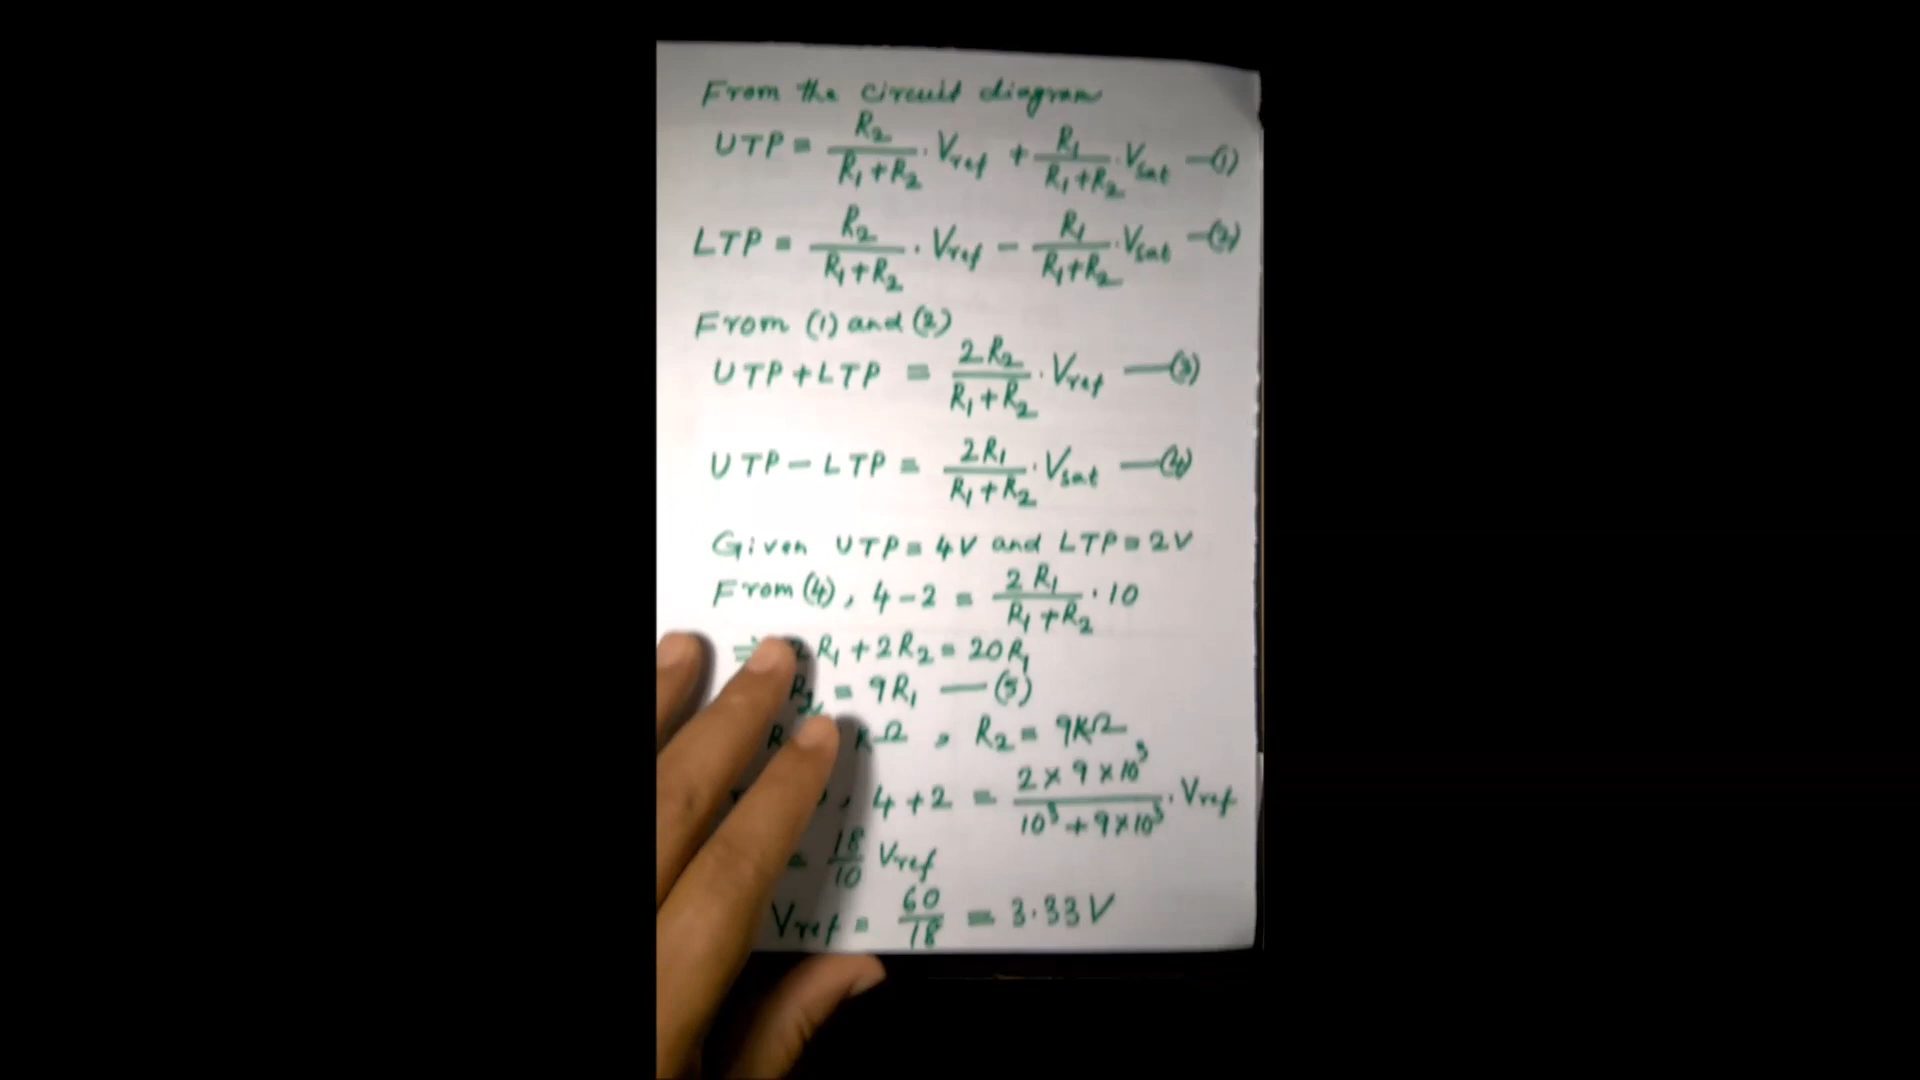 From the circuit diagram
UTP = R2/(R1+R2) · Vref + R1/(R1+R2) · Vsat —(1)
LTP = R2/(R1+R2) · Vref − R1/(R1+R2) · Vsat —(2)
From (1) and (2)
UTP+LTP = 2R2/(R1+R2) · Vref —(3)
UTP−LTP = 2R1/(R1+R2) · Vsat —(4)
Given UTP = 4V and LTP = 2V
From (4), 4−2 = 2R1/(R1+R2) · 10
⇒ 2R1+2R2 = 20R1
R2 = 9R1 —(5)
R KΩ, R2 = 9KΩ
, 4+2 = (2×9×10³)/(10³+9×10³) · Vref
= 18/10 Vref
Vref = 60/18 = 3.33V